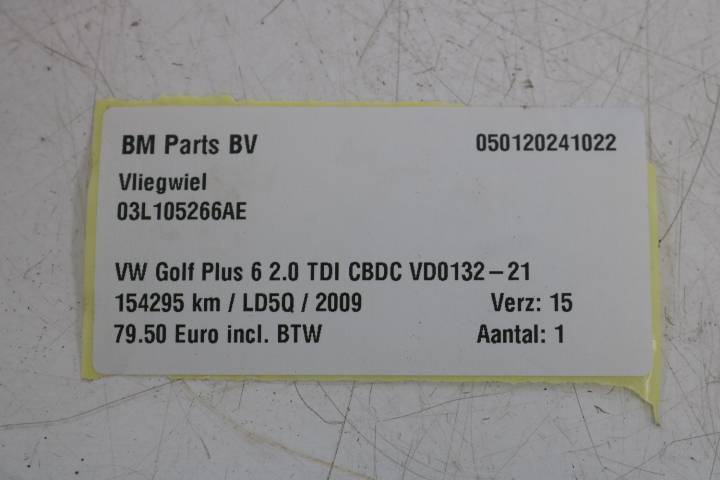 BM Parts BV 050120241022
Vliegwiel
03L105266AE
VW Golf Plus 6 2.0 TDI CBDC VD0132-21
154295 km / LD5Q / 2009 Verz: 15
79.50 Euro incl. BTW Aantal: 1